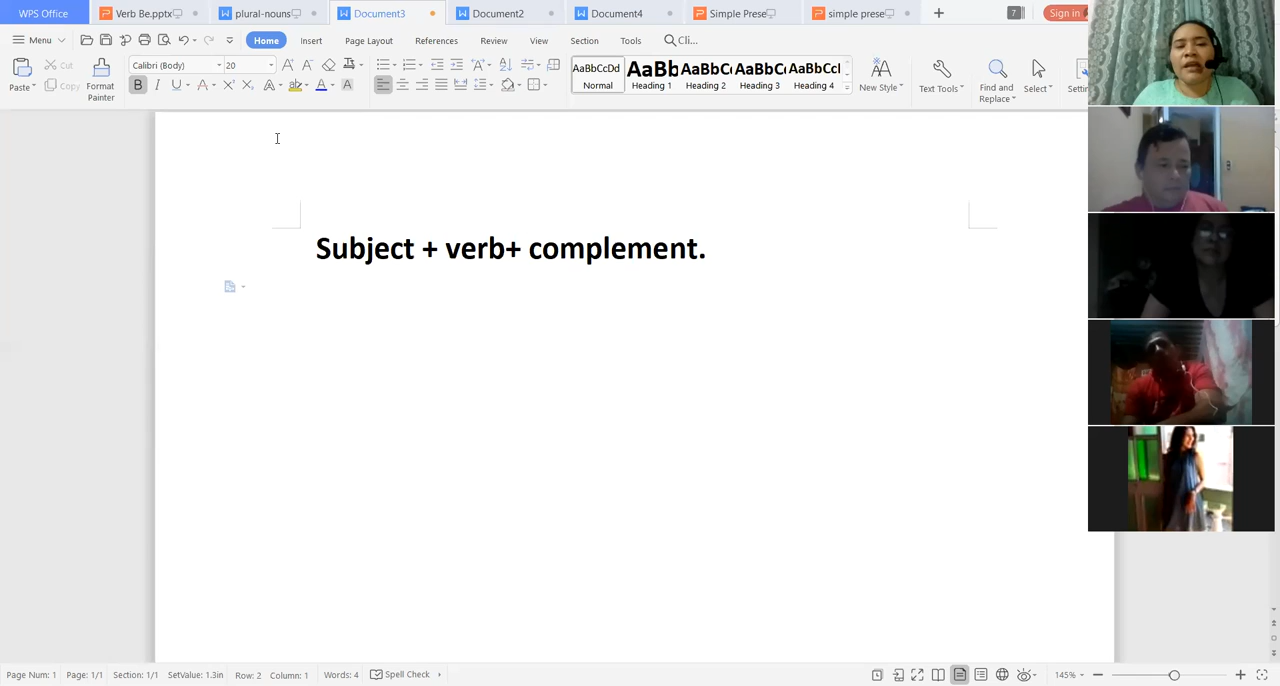 WPS Office
Verb Be.pptx
plural-nouns
Document3
Document2
Document4
Simple Prese
simple prese
7
Sign in
Menu
Home
Insert
Page Layout
References
Review
View
Section
Tools
Cli...
Paste
Cut
Copy
Format
Painter
Calibri (Body)
20
AaBbCcDd
Normal
AaBb
Heading 1
AaBbC
Heading 2
AaBbC
Heading 3
AaBbCcI
Heading 4
New Style
Text Tools
Find and
Replace
Select
Setti
Subject + verb+ complement.
Page Num: 1
Page: 1/1
Section: 1/1
SetValue: 1.3in
Row: 2
Column: 1
Words: 4
Spell Check
145%